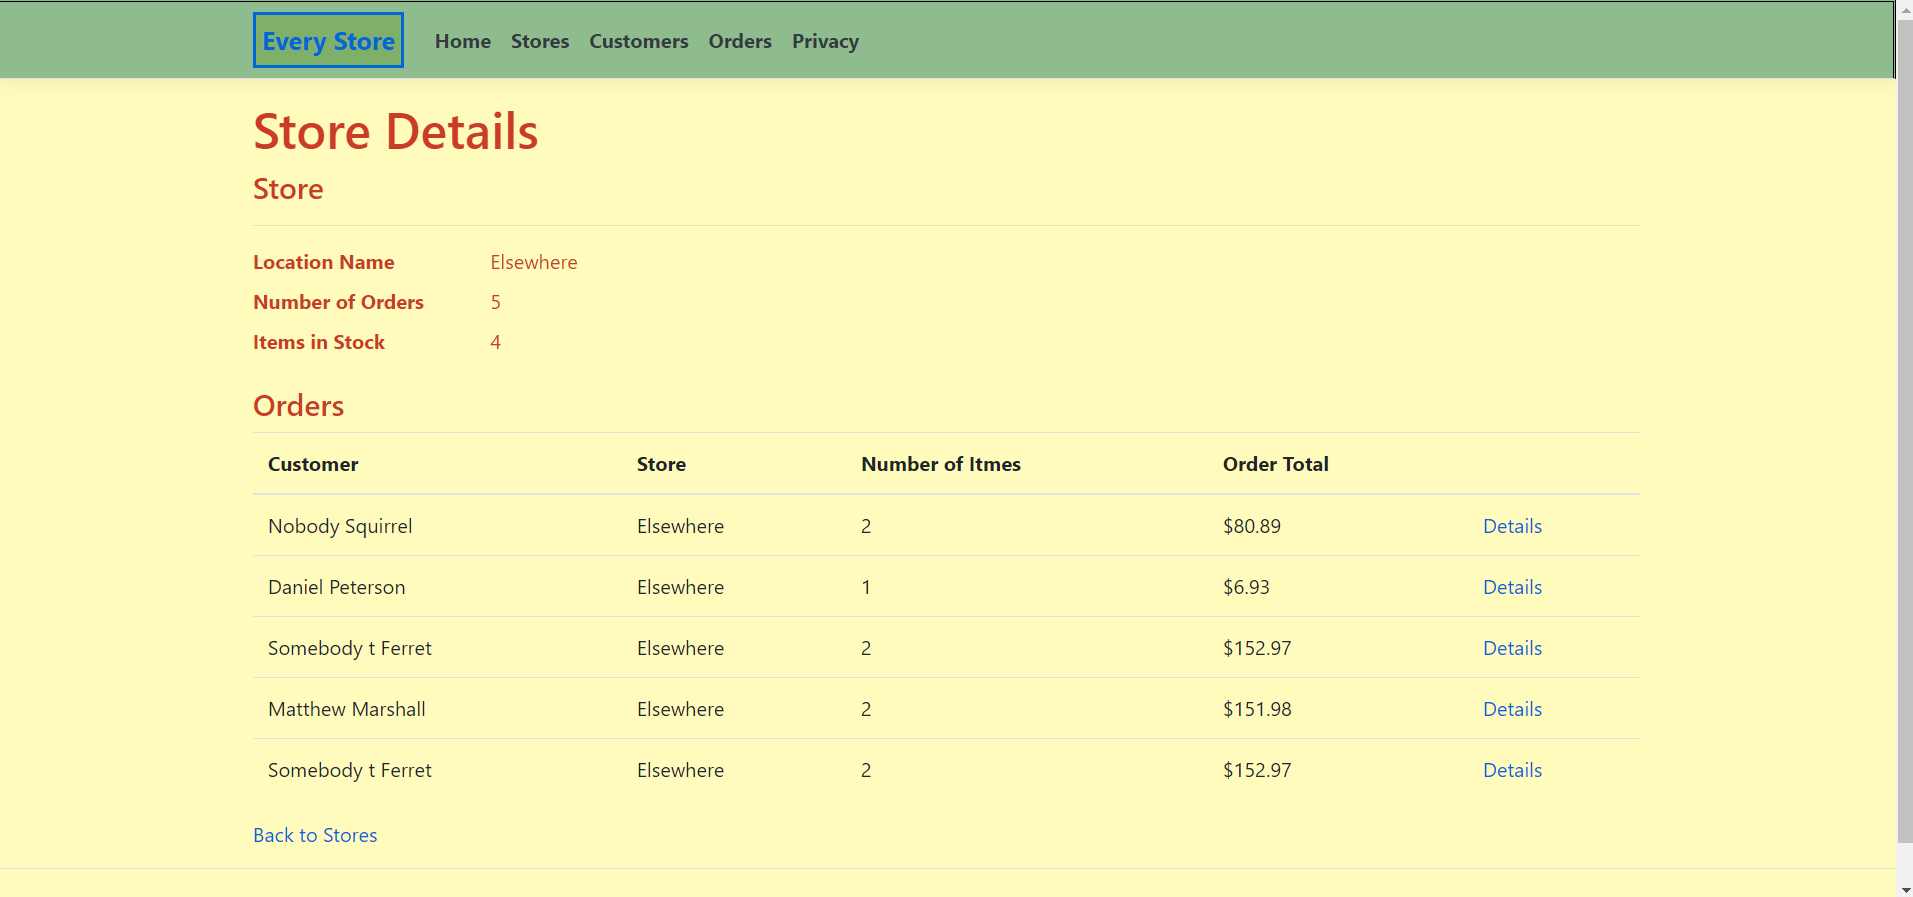 Every Store Home Stores Customers Orders Privacy
Store Details
Store
Location Name Elsewhere
Number of Orders 5
Items in Stock 4
Orders
Customer Store Number of Itmes Order Total
Nobody Squirrel Elsewhere 2 $80.89 Details
Daniel Peterson Elsewhere 1 $6.93 Details
Somebody t Ferret Elsewhere 2 $152.97 Details
Matthew Marshall Elsewhere 2 $151.98 Details
Somebody t Ferret Elsewhere 2 $152.97 Details
Back to Stores